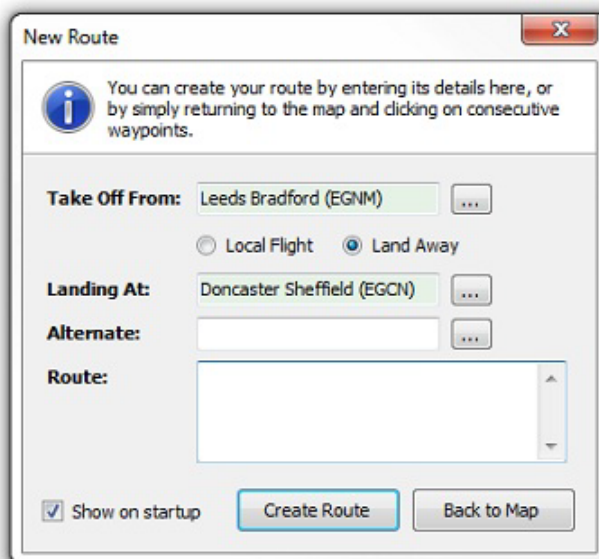 New Route
You can create your route by entering its details here, or
by simply returning to the map and clicking on consecutive
waypoints.
Take Off From: Leeds Bradford (EGNM) ...
Local Flight Land Away
Landing At: Doncaster Sheffield (EGCN) ...
Alternate: ...
Route:
Show on startup Create Route Back to Map